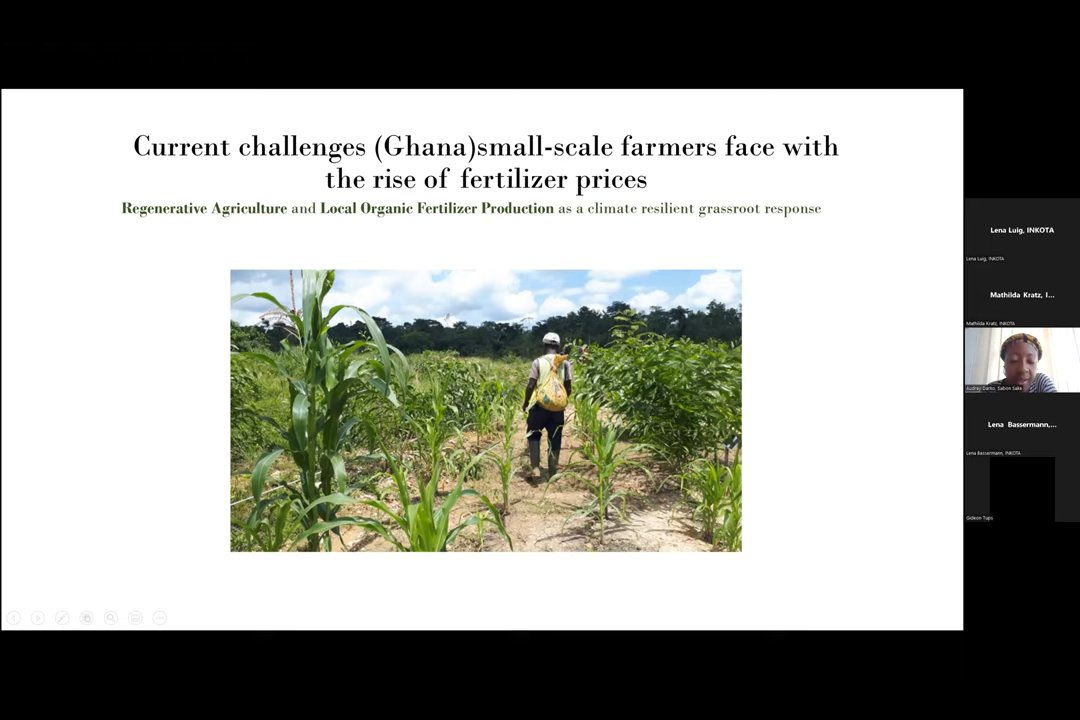 Current challenges (Ghana)small-scale farmers face with
the rise of fertilizer prices
Regenerative Agriculture and Local Organic Fertilizer Production as a climate resilient grassroot response
Lena Luig, INKOTA
Lena Luig, INKOTA
Mathilda Kratz, I...
Mathilda Kratz, INKOTA
Audrey Darko, Sabon Sake
Lena Bassermann,...
Lena Bassermann, INKOTA
Gideon Tups